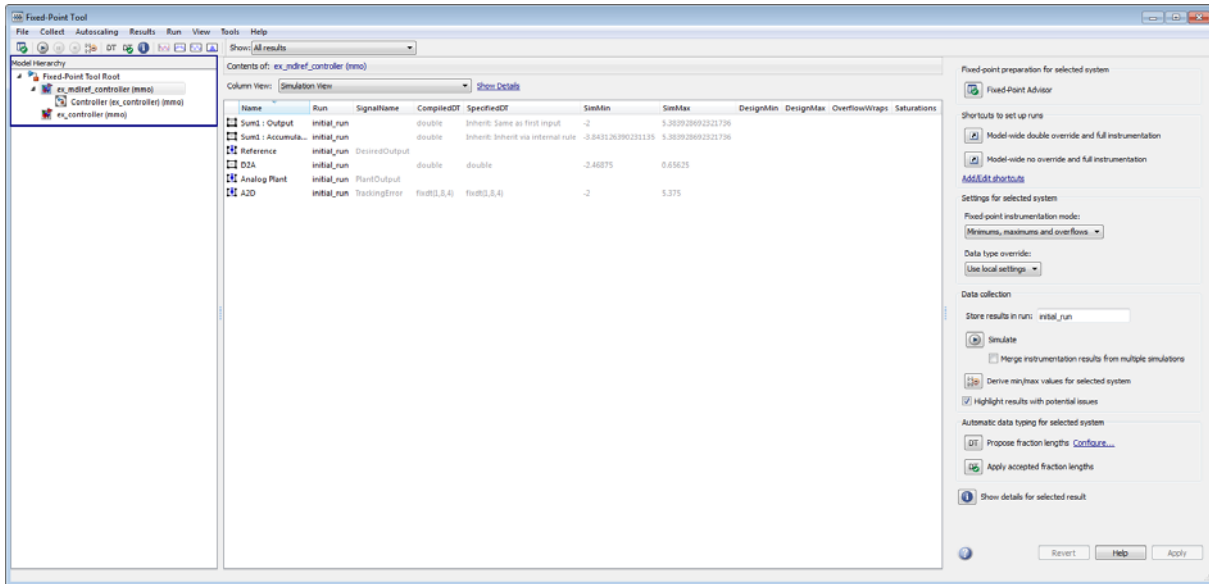 Fixed-Point Tool
File Collect Autoscaling Results Run View Tools Help
DT Show: All results
Model Hierarchy
Fixed-Point Tool Root
ex_mdlref_controller (mmo)
Controller (ex_controller) (mmo)
ex_controller (mmo)
Contents of: ex_mdlref_controller (mmo)
Column View: Simulation View Show Details
Name Run SignalName CompiledDT SpecifiedDT SimMin SimMax DesignMin DesignMax OverflowWraps Saturations
Sum1 : Output initial_run double Inherit: Same as first input -2 5.383928692321736
Sum1 : Accumula... initial_run double Inherit: Inherit via internal rule -3.843126390231135 5.383928692321736
Reference initial_run DesiredOutput
D2A initial_run double double -2.46875 0.65625
Analog Plant initial_run PlantOutput
A2D initial_run TrackingError fixdt(1,8,4) fixdt(1,8,4) -2 5.375
Fixed-point preparation for selected system
Fixed-Point Advisor
Shortcuts to set up runs
Model-wide double override and full instrumentation
Model-wide no override and full instrumentation
Add/Edit shortcuts
Settings for selected system
Fixed-point instrumentation mode:
Minimums, maximums and overflows
Data type override:
Use local settings
Data collection
Store results in run: initial_run
Simulate
Merge instrumentation results from multiple simulations
Derive min/max values for selected system
Highlight results with potential issues
Automatic data typing for selected system
DT Propose fraction lengths Configure...
Apply accepted fraction lengths
Show details for selected result
Revert Help Apply